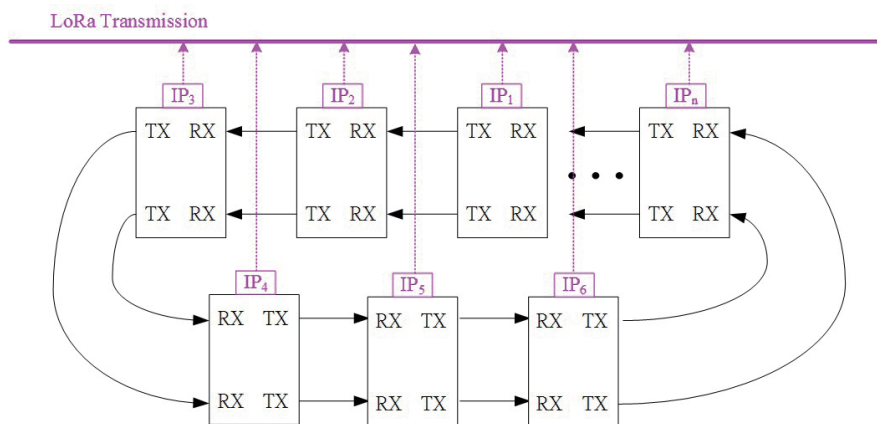 LoRa Transmission
IP3 IP2 IP1 IPn
TX RX TX RX TX RX TX RX
• • •
TX RX TX RX TX RX TX RX
IP4 IP5 IP6
RX TX RX TX RX TX
RX TX RX TX RX TX